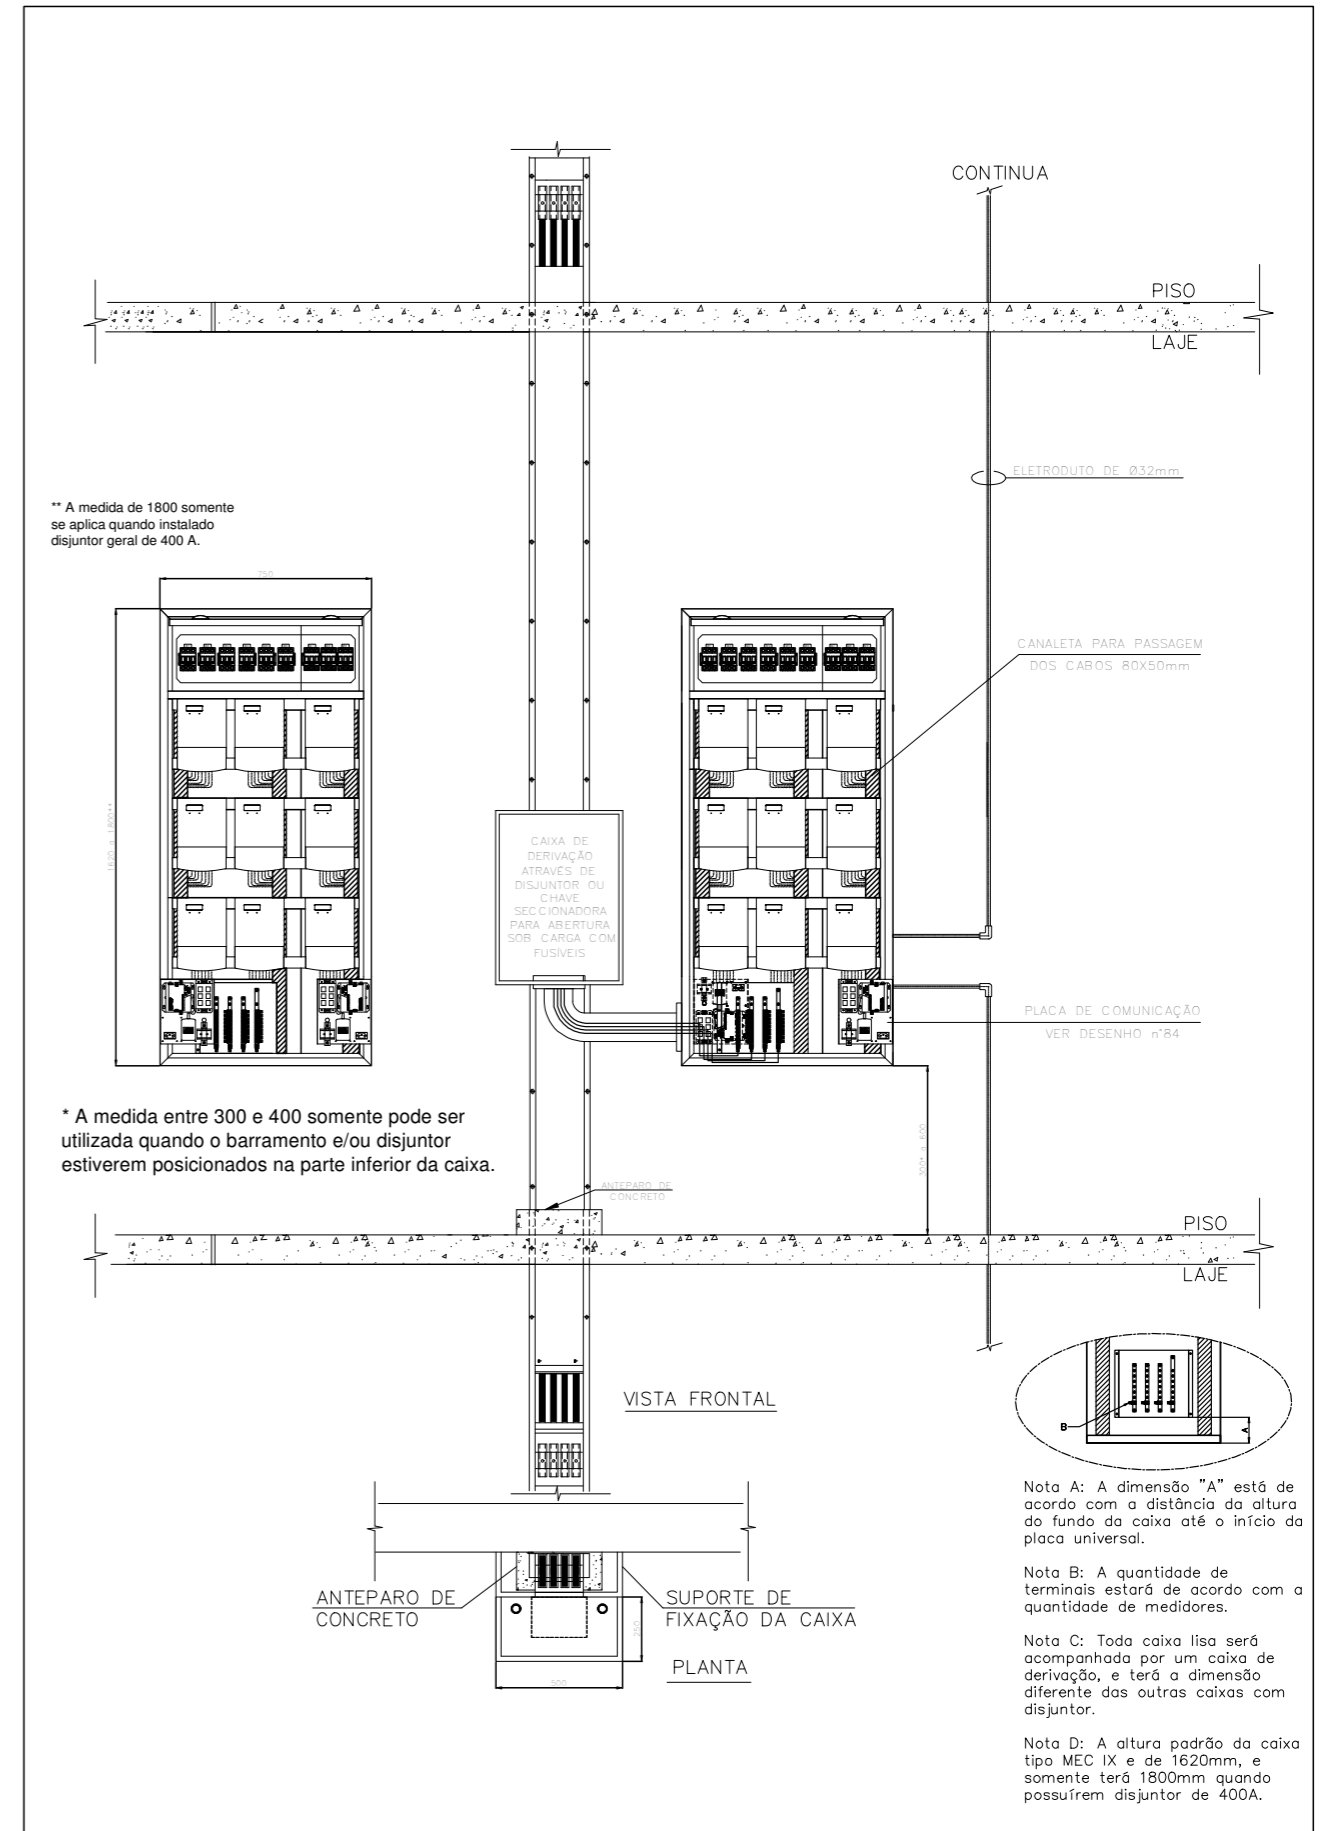 CONTINUA
PISO
LAJE
ELETRODUTO DE Ø32mm
** A medida de 1800 somente
se aplica quando instalado
disjuntor geral de 400 A.
750
CANALETA PARA PASSAGEM
DOS CABOS 80X50mm
1620 a 1800**
CAIXA DE
DERIVAÇÃO
ATRAVÉS DE
DISJUNTOR OU
CHAVE
SECCIONADORA
PARA ABERTURA
SOB CARGA COM
FUSÍVEIS
PLACA DE COMUNICAÇÃO
VER DESENHO n°84
* A medida entre 300 e 400 somente pode ser
utilizada quando o barramento e/ou disjuntor
estiverem posicionados na parte inferior da caixa.
300* a 600
ANTEPARO DE
CONCRETO
PISO
LAJE
VISTA FRONTAL
B
A
ANTEPARO DE
CONCRETO
SUPORTE DE
FIXAÇÃO DA CAIXA
250
500
PLANTA
Nota A: A dimensão "A" está de
acordo com a distância da altura
do fundo da caixa até o início da
placa universal.
Nota B: A quantidade de
terminais estará de acordo com a
quantidade de medidores.
Nota C: Toda caixa lisa será
acompanhada por um caixa de
derivação, e terá a dimensão
diferente das outras caixas com
disjuntor.
Nota D: A altura padrão da caixa
tipo MEC IX e de 1620mm, e
somente terá 1800mm quando
possuírem disjuntor de 400A.